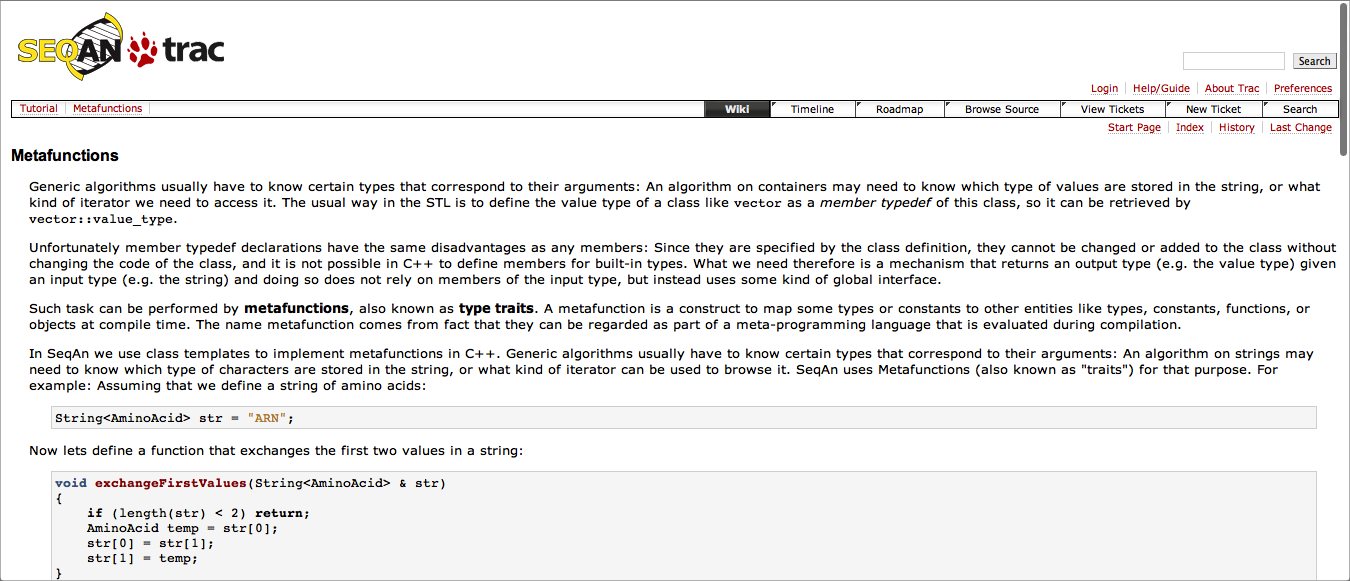 SEQAN trac
Search
Login Help/Guide About Trac Preferences
Tutorial Metafunctions Wiki Timeline Roadmap Browse Source View Tickets New Ticket Search
Start Page Index History Last Change
Metafunctions
Generic algorithms usually have to know certain types that correspond to their arguments: An algorithm on containers may need to know which type of values are stored in the string, or what
kind of iterator we need to access it. The usual way in the STL is to define the value type of a class like vector as a member typedef of this class, so it can be retrieved by
vector::value_type.
Unfortunately member typedef declarations have the same disadvantages as any members: Since they are specified by the class definition, they cannot be changed or added to the class without
changing the code of the class, and it is not possible in C++ to define members for built-in types. What we need therefore is a mechanism that returns an output type (e.g. the value type) given
an input type (e.g. the string) and doing so does not rely on members of the input type, but instead uses some kind of global interface.
Such task can be performed by metafunctions, also known as type traits. A metafunction is a construct to map some types or constants to other entities like types, constants, functions, or
objects at compile time. The name metafunction comes from fact that they can be regarded as part of a meta-programming language that is evaluated during compilation.
In SeqAn we use class templates to implement metafunctions in C++. Generic algorithms usually have to know certain types that correspond to their arguments: An algorithm on strings may
need to know which type of characters are stored in the string, or what kind of iterator can be used to browse it. SeqAn uses Metafunctions (also known as "traits") for that purpose. For
example: Assuming that we define a string of amino acids:
String<AminoAcid> str = "ARN";
Now lets define a function that exchanges the first two values in a string:
void exchangeFirstValues(String<AminoAcid> & str)
{
if (length(str) < 2) return;
AminoAcid temp = str[0];
str[0] = str[1];
str[1] = temp;
}